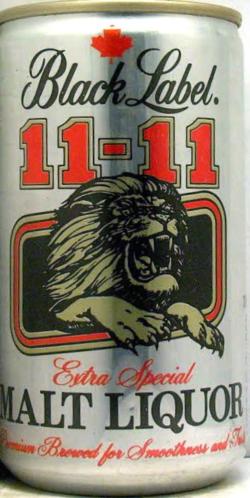 Black Label.
11-11
Extra Special
MALT LIQUOR
Premium Brewed for Smoothness and